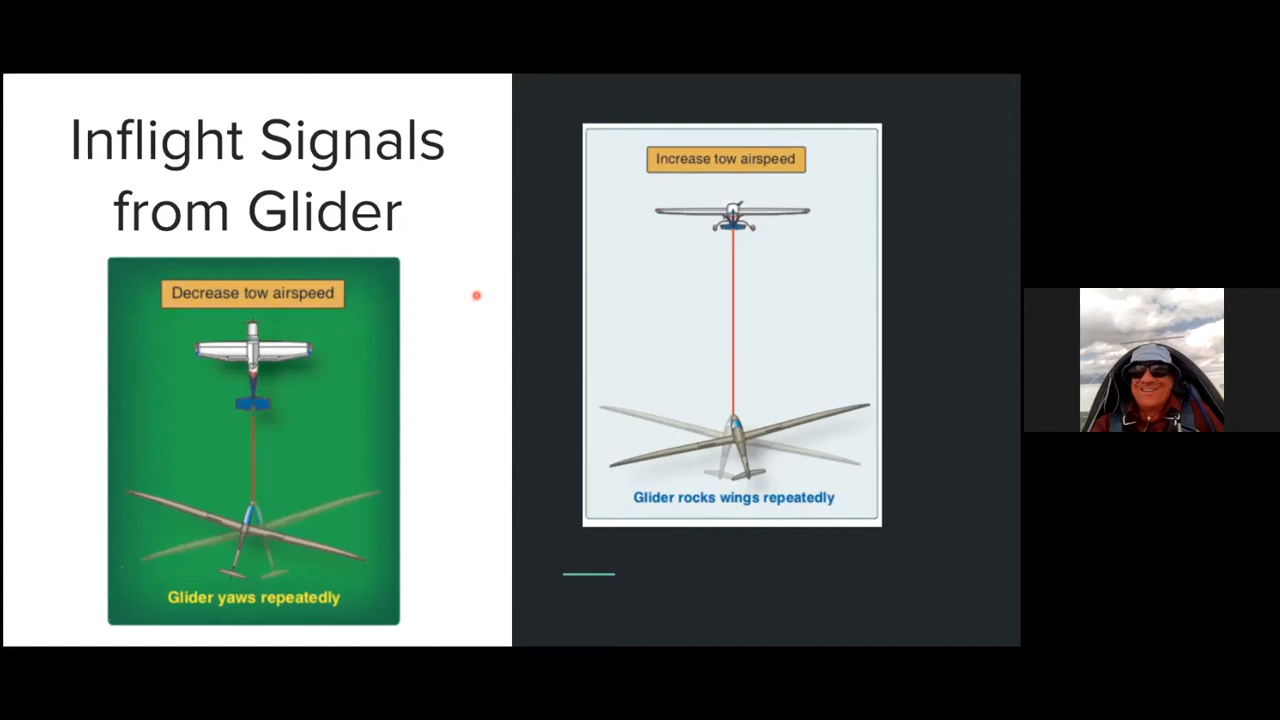 Inflight Signals
from Glider
Decrease tow airspeed
Glider yaws repeatedly
Increase tow airspeed
Glider rocks wings repeatedly